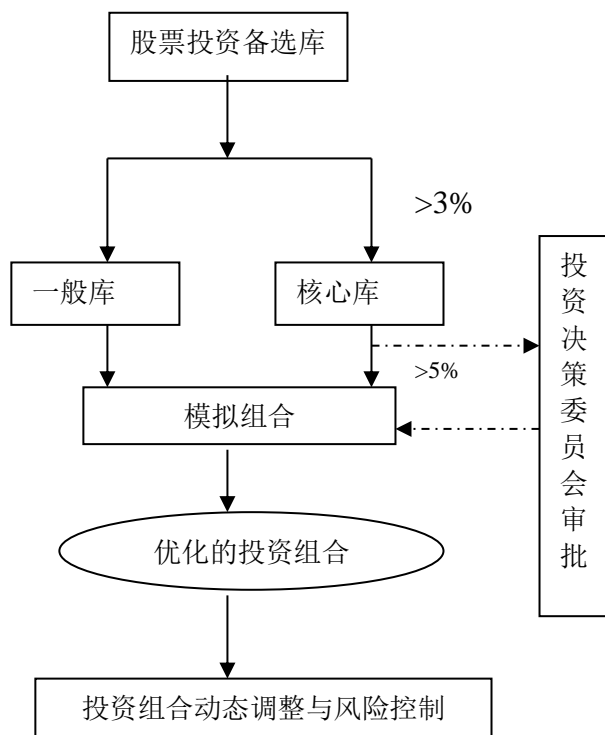 股票投资备选库
>3%
一般库
核心库
投资决策委员会审批
>5%
模拟组合
优化的投资组合
投资组合动态调整与风险控制